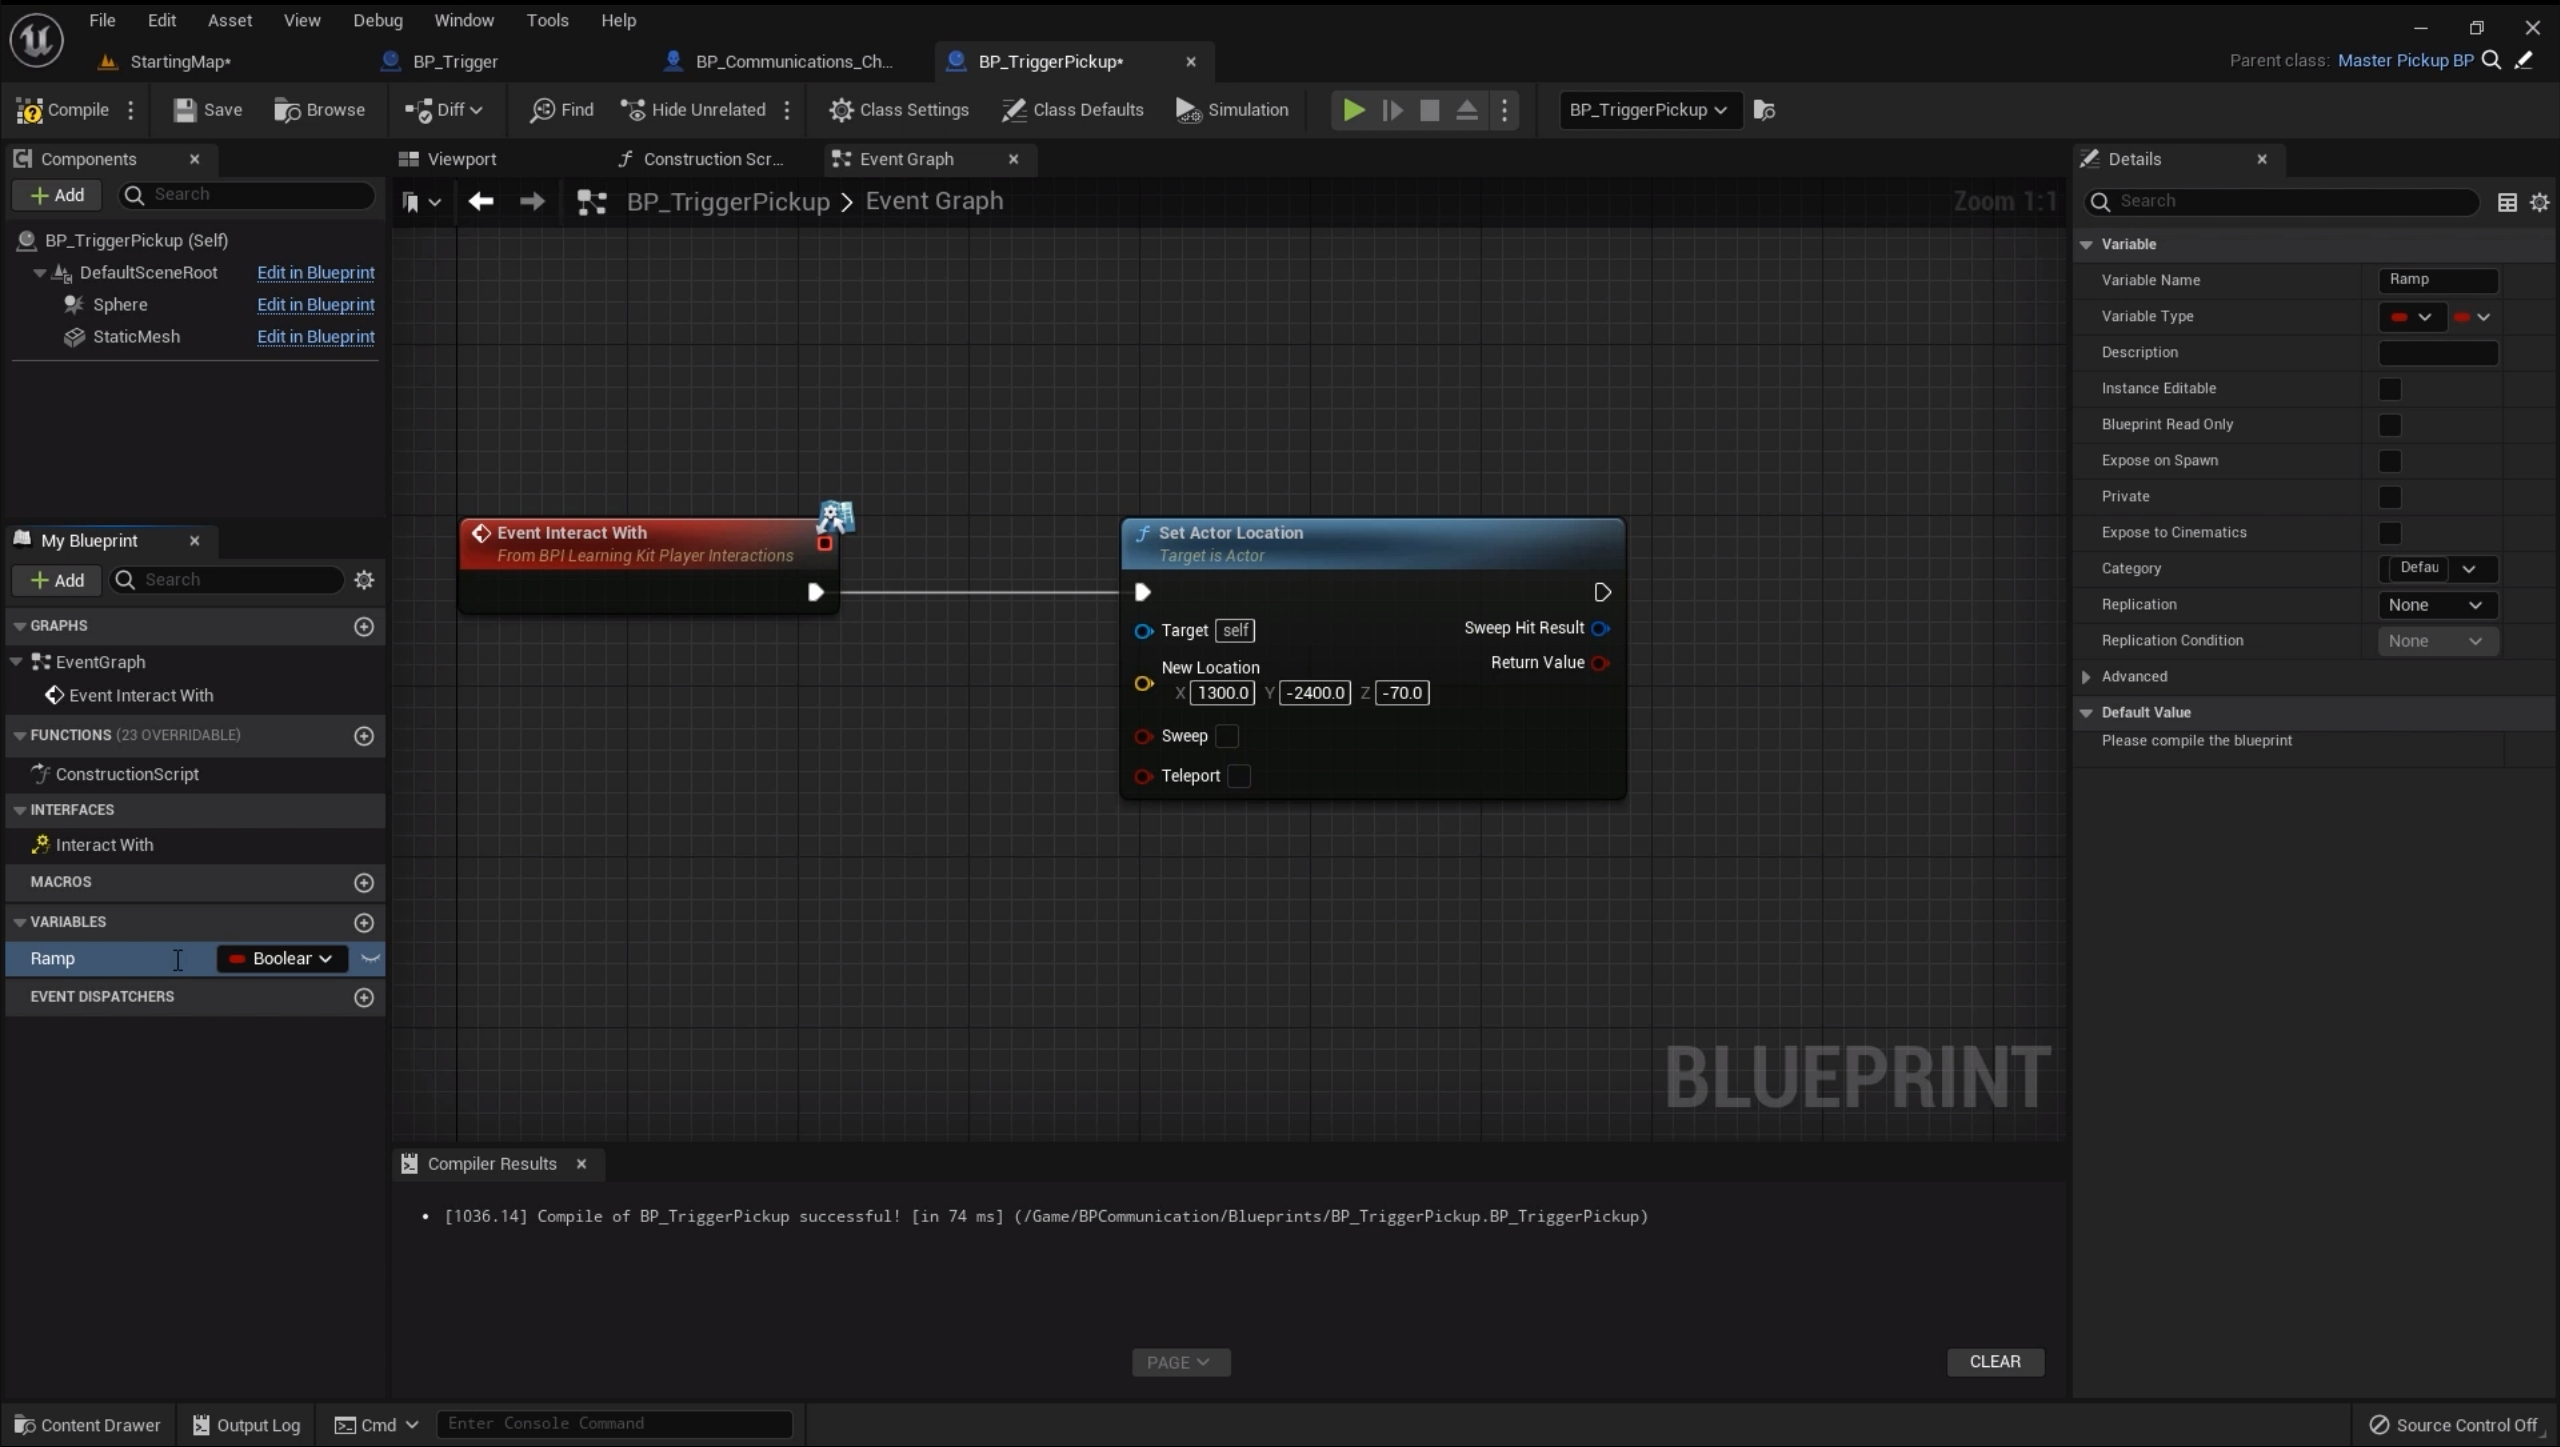 File Edit Asset View Debug Window Tools Help
StartingMap* BP_Trigger BP_Communications_Ch... BP_TriggerPickup* Parent class: Master Pickup BP
Compile Save Browse Diff Find Hide Unrelated Class Settings Class Defaults Simulation BP_TriggerPickup
Components
Add Search
BP_TriggerPickup (Self)
DefaultSceneRoot Edit in Blueprint
Sphere Edit in Blueprint
StaticMesh Edit in Blueprint
My Blueprint
Add Search
GRAPHS
EventGraph
Event Interact With
FUNCTIONS (23 OVERRIDABLE)
ConstructionScript
INTERFACES
Interact With
MACROS
VARIABLES
Ramp Boolear
EVENT DISPATCHERS
Viewport Construction Scr... Event Graph
BP_TriggerPickup > Event Graph Zoom 1:1
Event Interact With
From BPI Learning Kit Player Interactions
Set Actor Location
Target is Actor
Target self Sweep Hit Result
New Location Return Value
X 1300.0 Y -2400.0 Z -70.0
Sweep
Teleport
BLUEPRINT
Compiler Results
• [1036.14] Compile of BP_TriggerPickup successful! [in 74 ms] (/Game/BPCommunication/Blueprints/BP_TriggerPickup.BP_TriggerPickup)
PAGE CLEAR
Details
Search
Variable
Variable Name Ramp
Variable Type
Description
Instance Editable
Blueprint Read Only
Expose on Spawn
Private
Expose to Cinematics
Category Defau
Replication None
Replication Condition None
Advanced
Default Value
Please compile the blueprint
Content Drawer Output Log Cmd Enter Console Command Source Control Off